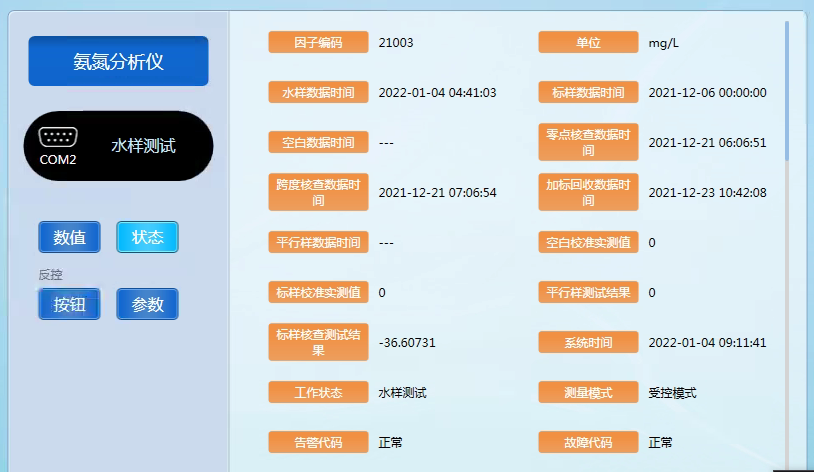 氨氮分析仪
COM2
水样测试
数值
状态
反控
按钮
参数
因子编码 21003 单位 mg/L
水样数据时间 2022-01-04 04:41:03 标样数据时间 2021-12-06 00:00:00
空白数据时间 --- 零点核查数据时
间 2021-12-21 06:06:51
跨度核查数据时
间 2021-12-21 07:06:54 加标回收数据时
间 2021-12-23 10:42:08
平行样数据时间 --- 空白校准实测值 0
标样校准实测值 0 平行样测试结果 0
标样核查测试结
果 -36.60731 系统时间 2022-01-04 09:11:41
工作状态 水样测试 测量模式 受控模式
告警代码 正常 故障代码 正常